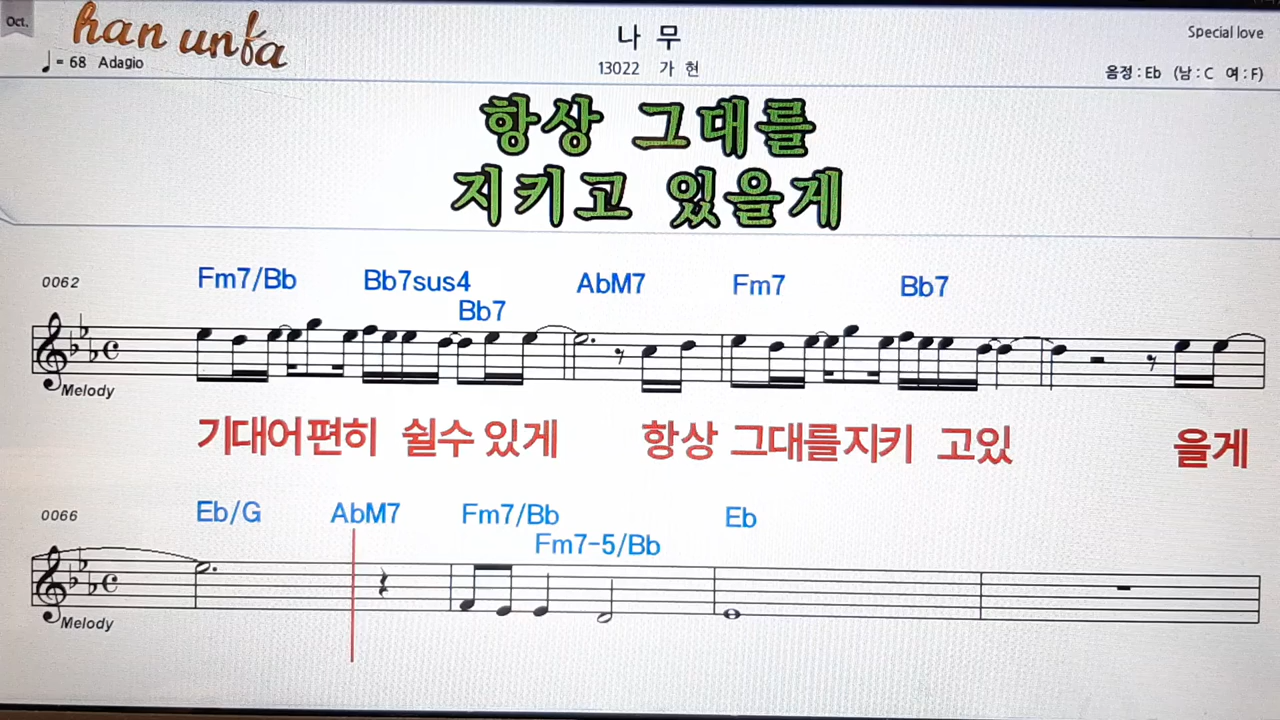 Oct.
han unfa
♩ = 68 Adagio
나 무
13022 가 현
Special love
음정 : Eb (남 : C 여 : F)
항상 그대를
지키고 있을게
0062
Fm7/Bb Bb7sus4 AbM7 Fm7 Bb7
Bb7
Melody
기대어편히 쉴수 있게 항상 그대를지키 고있 을게
0066
Eb/G AbM7 Fm7/Bb Eb
Fm7-5/Bb
Melody